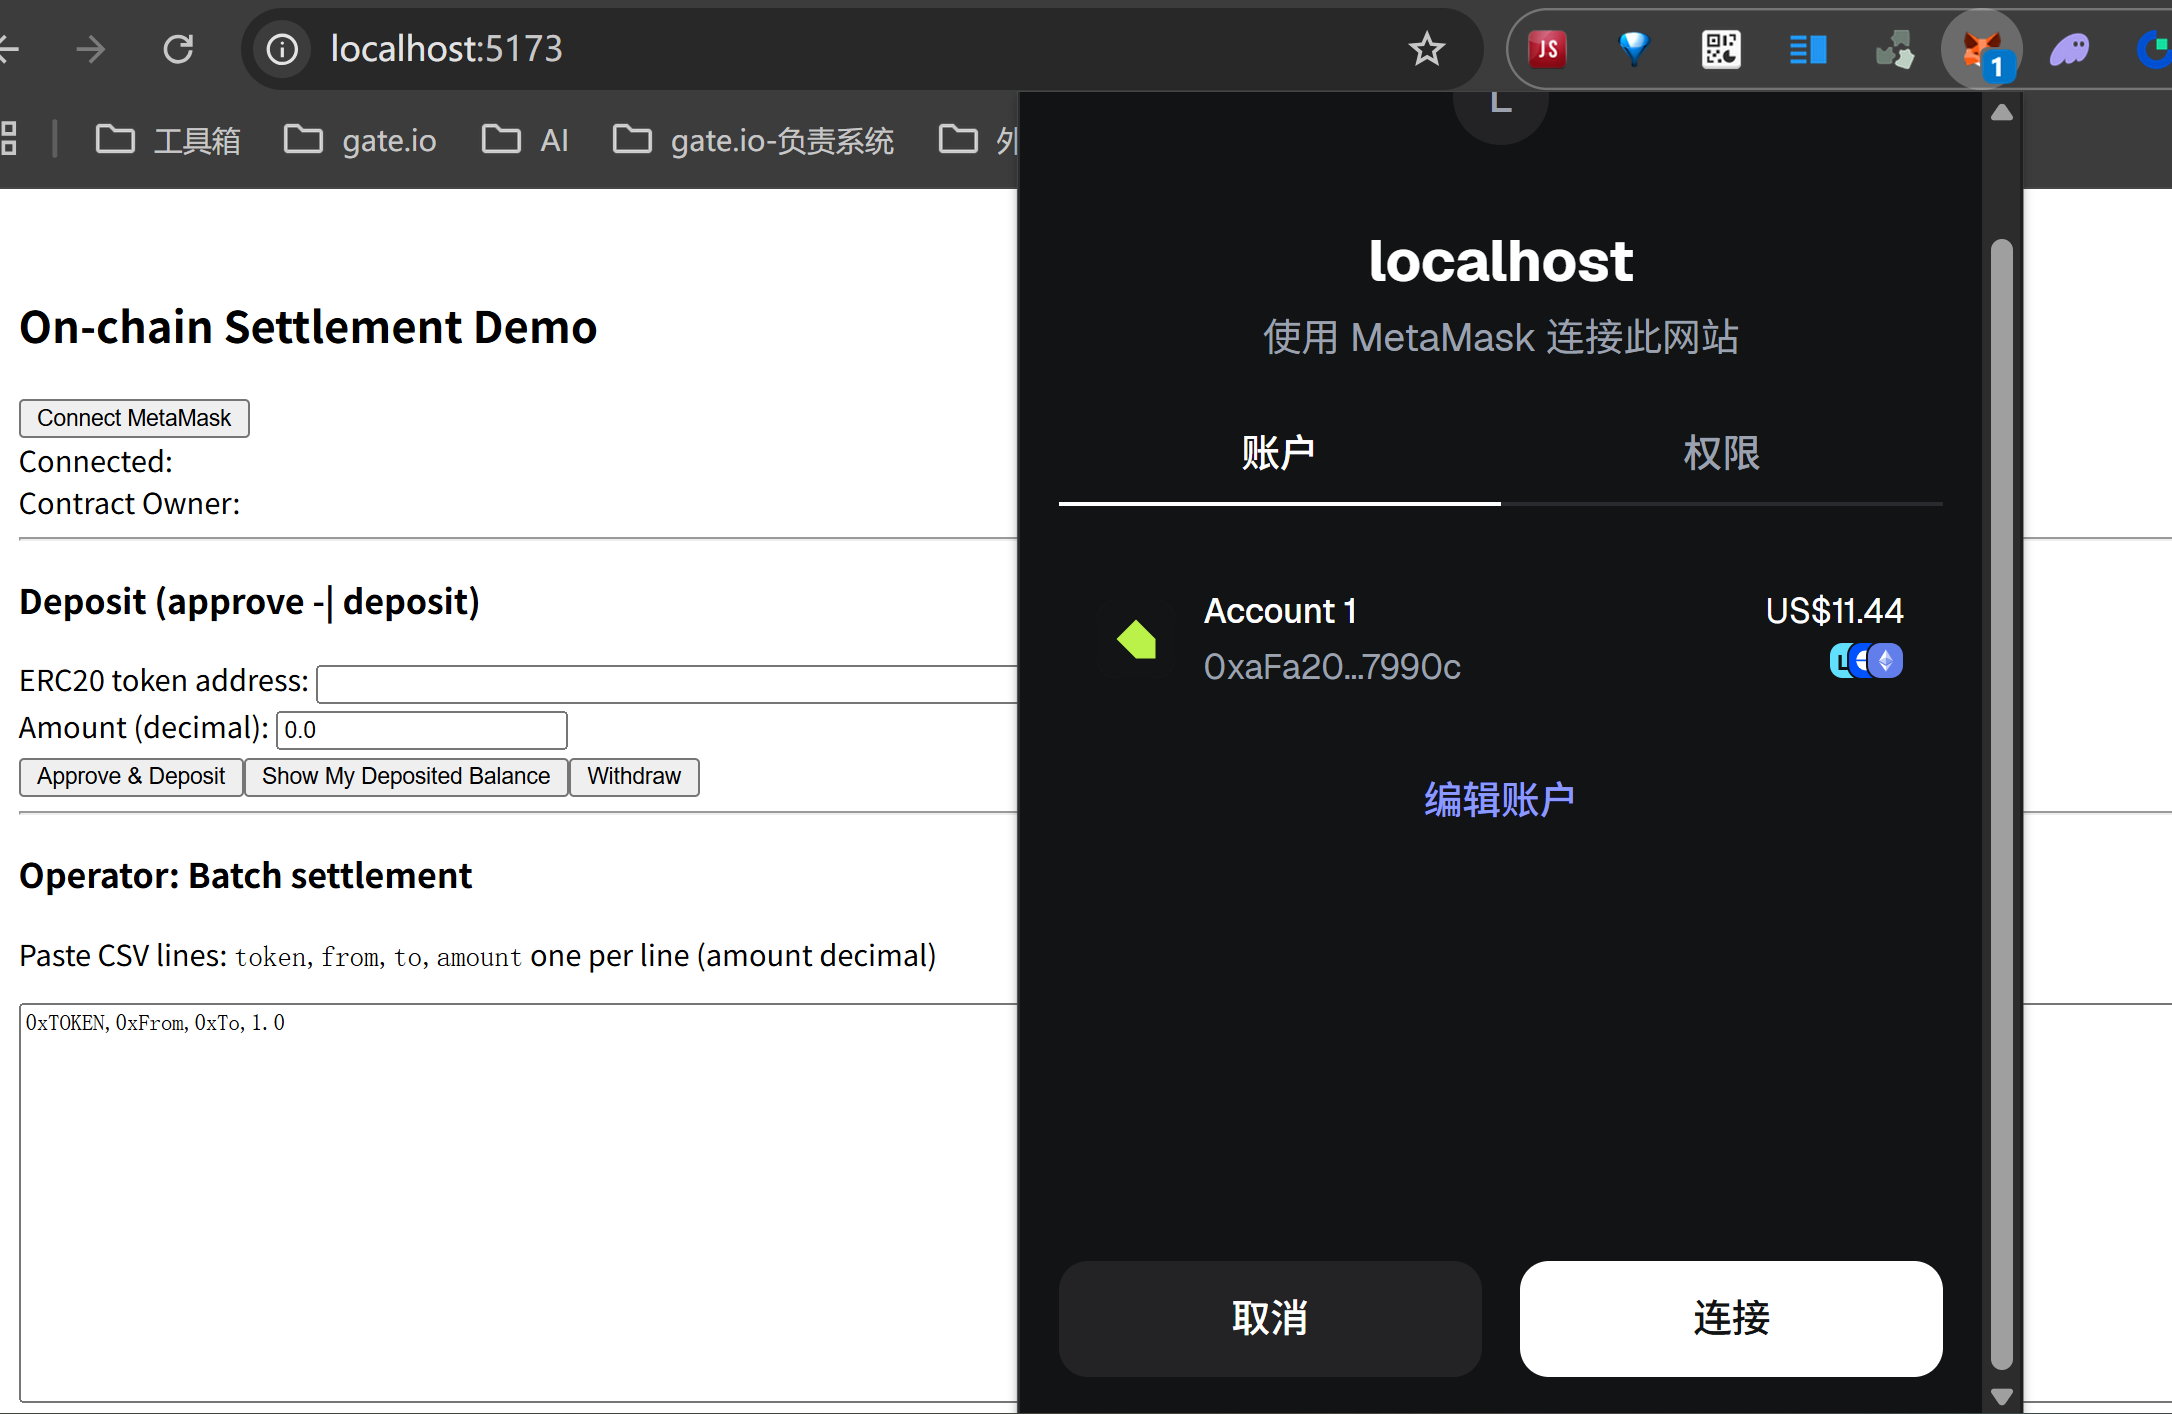 localhost:5173
JS
1
工具箱
gate.io
AI
gate.io-负责系统
外
L
On-chain Settlement Demo
Connect MetaMask
Connected:
Contract Owner:
Deposit (approve -| deposit)
ERC20 token address:
Amount (decimal): 0.0
Approve & Deposit Show My Deposited Balance Withdraw
Operator: Batch settlement
Paste CSV lines: token, from, to, amount one per line (amount decimal)
0xTOKEN,0xFrom,0xTo,1.0
localhost
使用 MetaMask 连接此网站
账户 权限
Account 1 US$11.44
0xaFa20...7990c
编辑账户
取消 连接